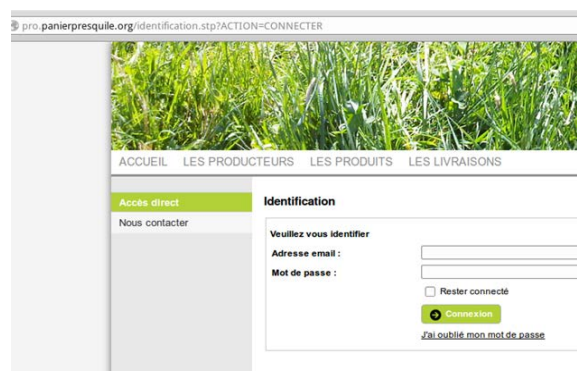 pro.panierpresquile.org/identification.stp?ACTION=CONNECTER
ACCUEIL LES PRODUCTEURS LES PRODUITS LES LIVRAISONS
Accès direct
Nous contacter
Identification
Veuillez vous identifier
Adresse email :
Mot de passe :
Rester connecté
Connexion
J'ai oublié mon mot de passe